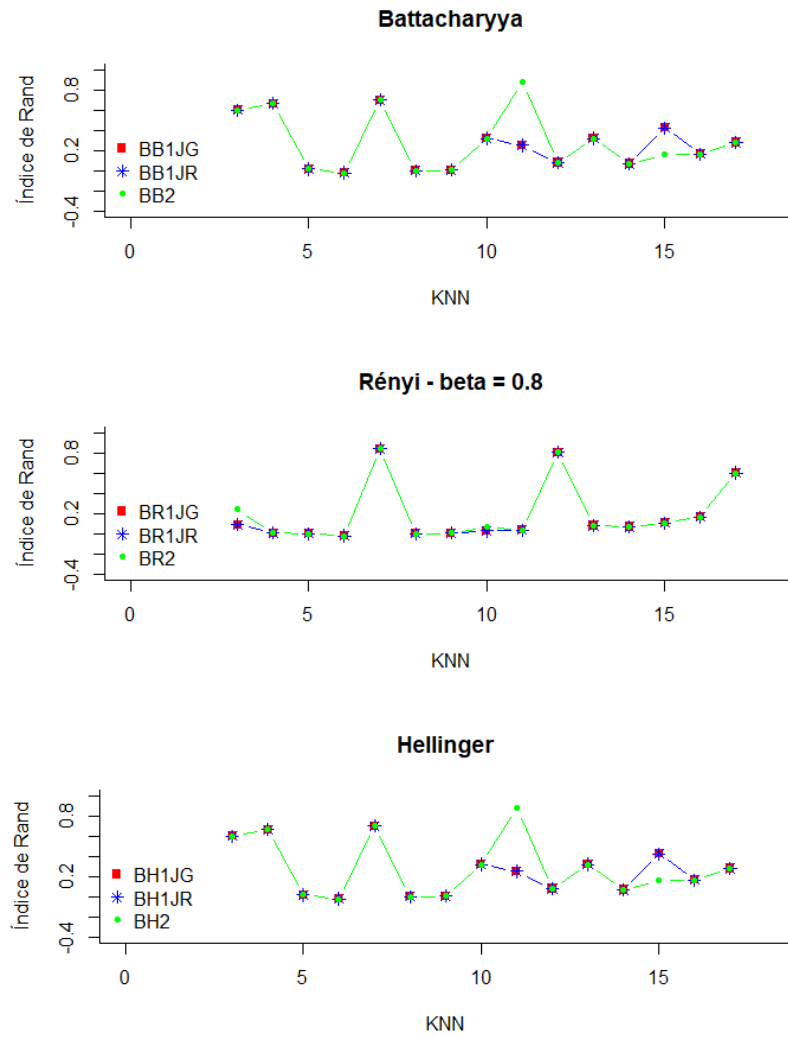 Battacharyya
Índice de Rand
0.8
0.2
-0.4
BB1JG
BB1JR
BB2
0 5 10 15
KNN
Rényi - beta = 0.8
Índice de Rand
0.8
0.2
-0.4
BR1JG
BR1JR
BR2
0 5 10 15
KNN
Hellinger
Índice de Rand
0.8
0.2
-0.4
BH1JG
BH1JR
BH2
0 5 10 15
KNN